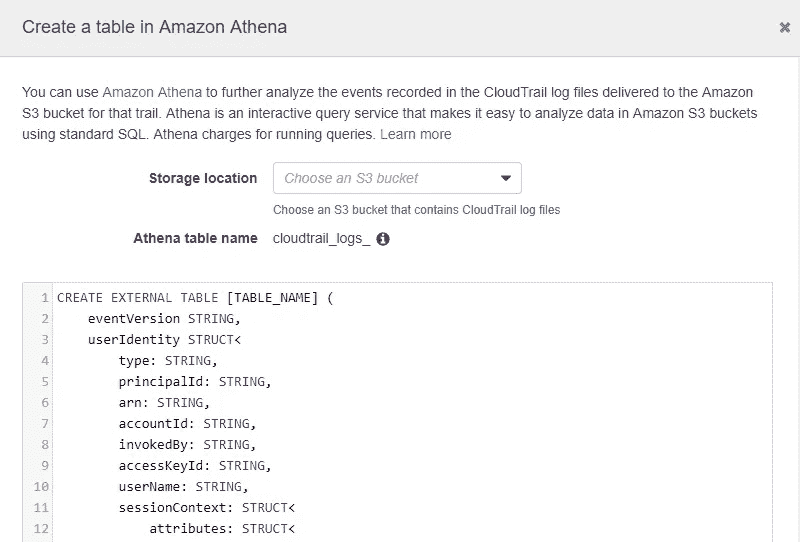 Create a table in Amazon Athena
You can use Amazon Athena to further analyze the events recorded in the CloudTrail log files delivered to the Amazon
S3 bucket for that trail. Athena is an interactive query service that makes it easy to analyze data in Amazon S3 buckets
using standard SQL. Athena charges for running queries. Learn more
Storage location Choose an S3 bucket
Choose an S3 bucket that contains CloudTrail log files
Athena table name cloudtrail_logs_
1 CREATE EXTERNAL TABLE [TABLE_NAME] (
2 eventVersion STRING,
3 userIdentity STRUCT<
4 type: STRING,
5 principalId: STRING,
6 arn: STRING,
7 accountId: STRING,
8 invokedBy: STRING,
9 accessKeyId: STRING,
10 userName: STRING,
11 sessionContext: STRUCT<
12 attributes: STRUCT<